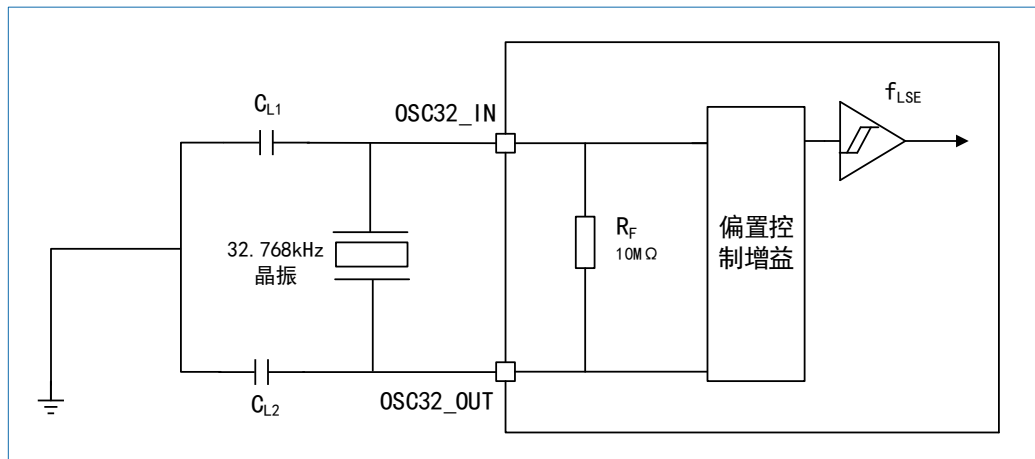 C_L1
OSC32_IN
f_LSE
32.768kHz
晶振
R_F
10MΩ
偏置控
制增益
C_L2
OSC32_OUT